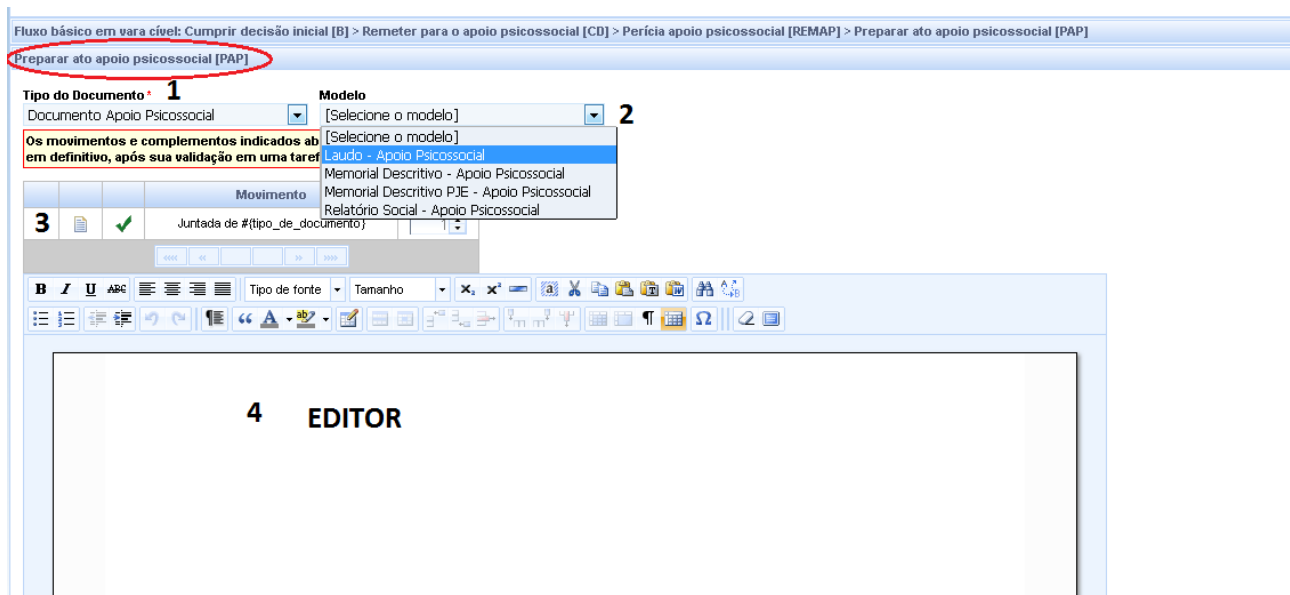 Fluxo básico em vara cível: Cumprir decisão inicial [B] > Remeter para o apoio psicossocial [CD] > Perícia apoio psicossocial [REMAP] > Preparar ato apoio psicossocial [PAP]
Preparar ato apoio psicossocial [PAP]
Tipo do Documento * 1 Modelo
Documento Apoio Psicossocial [Selecione o modelo] 2
Os movimentos e complementos indicados ab
em definitivo, após sua validação em uma taref
[Selecione o modelo]
Laudo - Apoio Psicossocial
Memorial Descritivo - Apoio Psicossocial
Memorial Descritivo PJE - Apoio Psicossocial
Relatório Social - Apoio Psicossocial
Movimento
3 Juntada de #{tipo_de_documento} 1
B I U ABC Tipo de fonte Tamanho x₂ x²
4 EDITOR